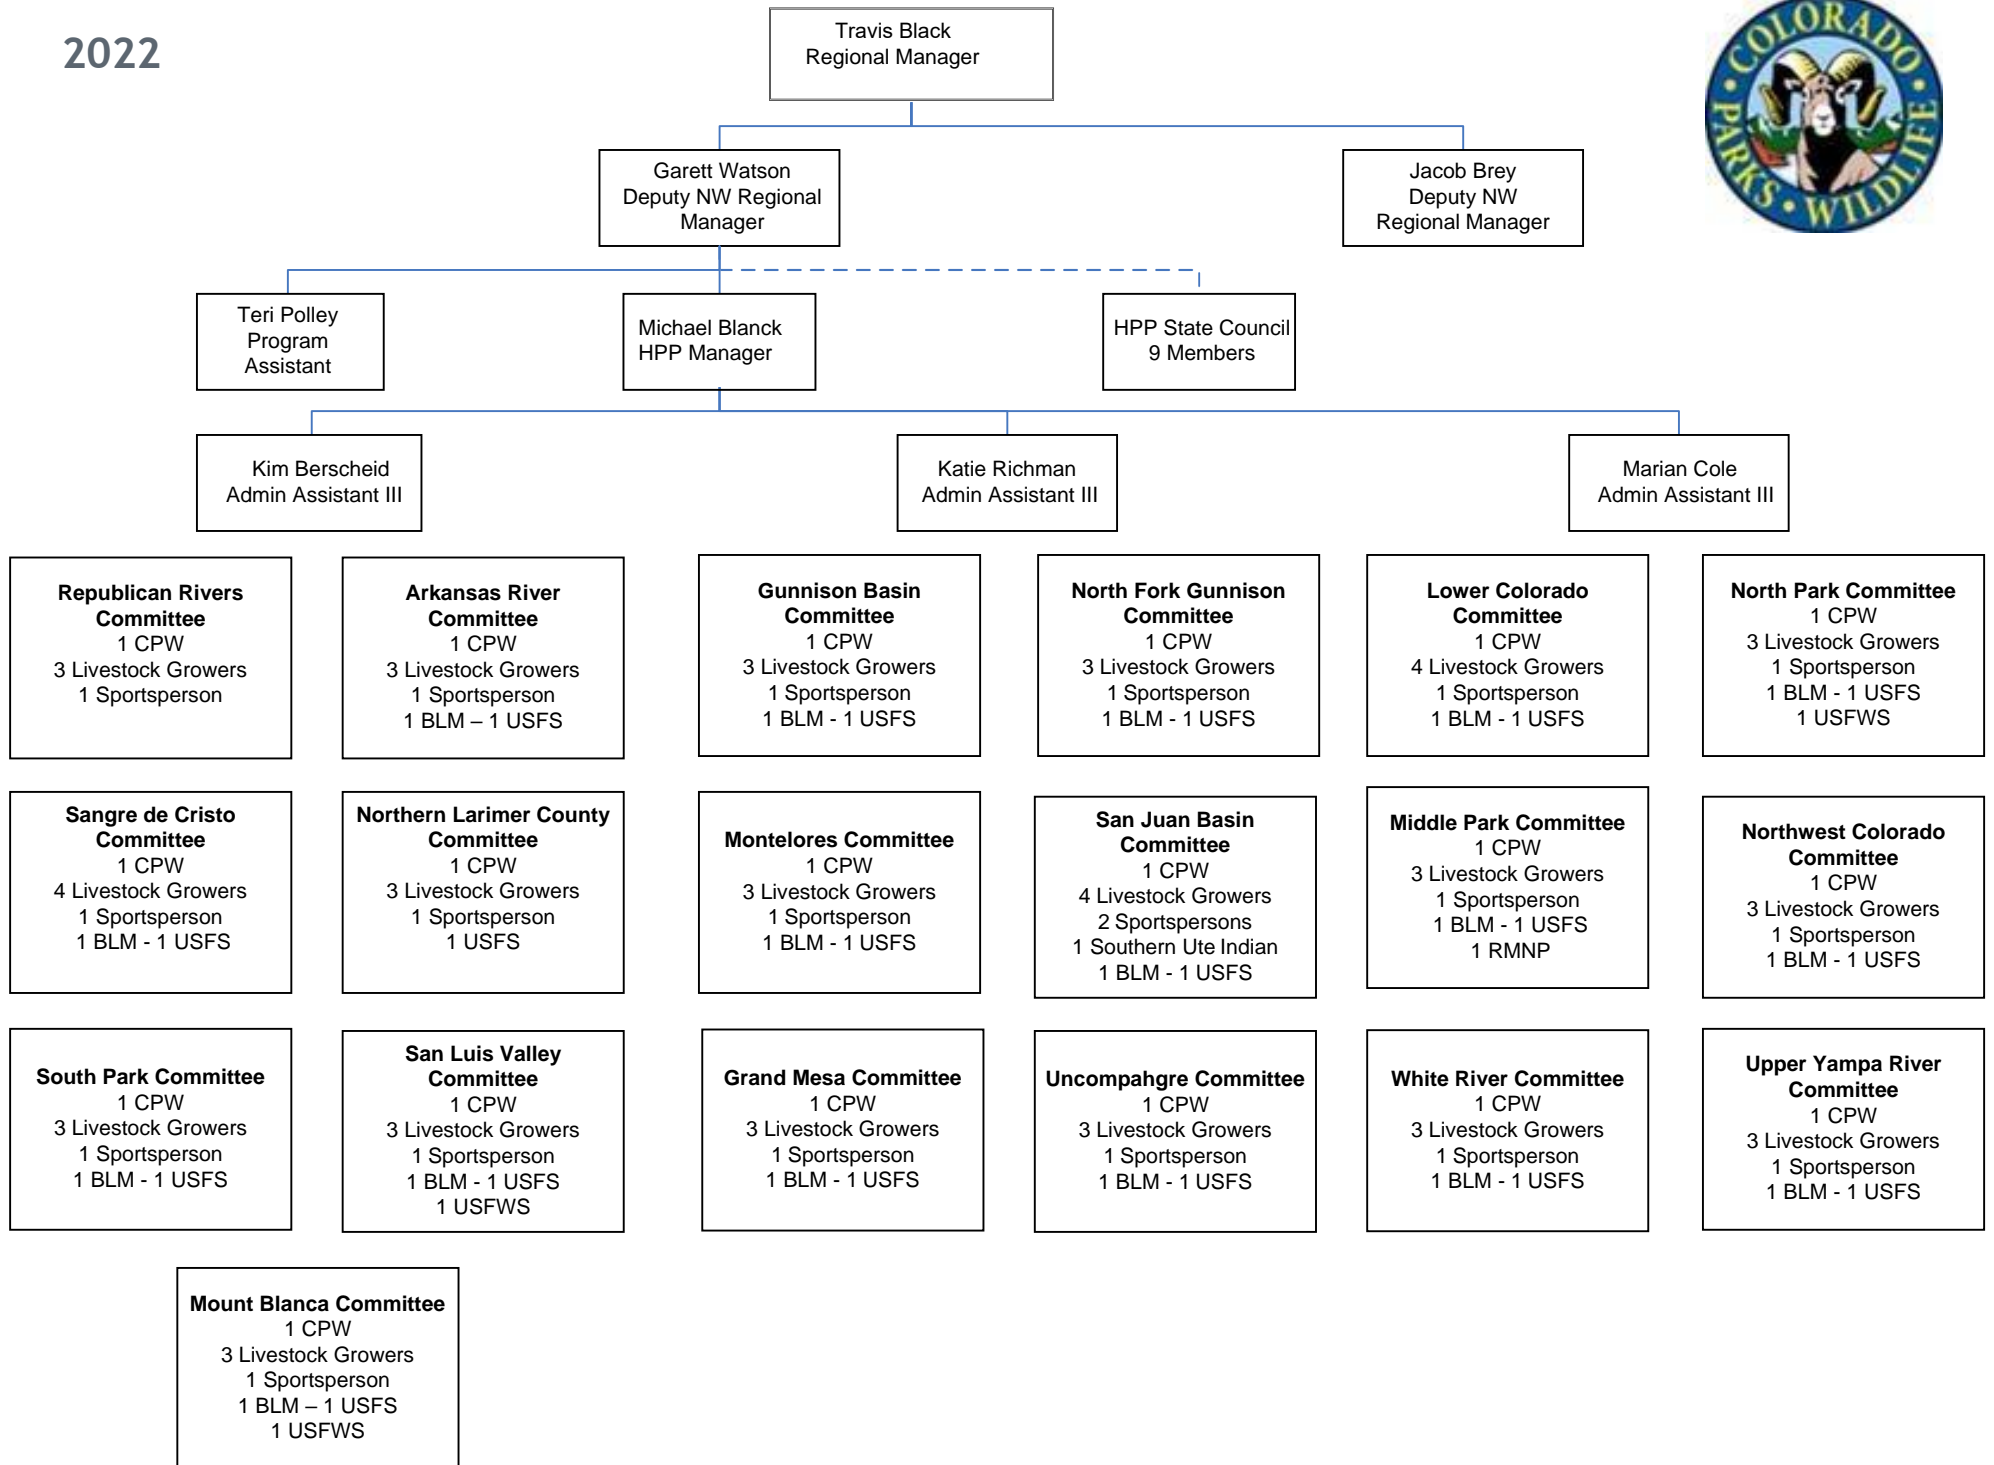 2022
Travis Black
Regional Manager
COLORADO
PARKS • WILDLIFE
Garett Watson
Deputy NW Regional
Manager
Jacob Brey
Deputy NW
Regional Manager
Teri Polley
Program
Assistant
Michael Blanck
HPP Manager
HPP State Council
9 Members
Kim Berscheid
Admin Assistant III
Katie Richman
Admin Assistant III
Marian Cole
Admin Assistant III
Republican Rivers
Committee
1 CPW
3 Livestock Growers
1 Sportsperson
Arkansas River
Committee
1 CPW
3 Livestock Growers
1 Sportsperson
1 BLM – 1 USFS
Gunnison Basin
Committee
1 CPW
3 Livestock Growers
1 Sportsperson
1 BLM - 1 USFS
North Fork Gunnison
Committee
1 CPW
3 Livestock Growers
1 Sportsperson
1 BLM - 1 USFS
Lower Colorado
Committee
1 CPW
4 Livestock Growers
1 Sportsperson
1 BLM - 1 USFS
North Park Committee
1 CPW
3 Livestock Growers
1 Sportsperson
1 BLM - 1 USFS
1 USFWS
Sangre de Cristo
Committee
1 CPW
4 Livestock Growers
1 Sportsperson
1 BLM - 1 USFS
Northern Larimer County
Committee
1 CPW
3 Livestock Growers
1 Sportsperson
1 USFS
Montelores Committee
1 CPW
3 Livestock Growers
1 Sportsperson
1 BLM - 1 USFS
San Juan Basin
Committee
1 CPW
4 Livestock Growers
2 Sportspersons
1 Southern Ute Indian
1 BLM - 1 USFS
Middle Park Committee
1 CPW
3 Livestock Growers
1 Sportsperson
1 BLM - 1 USFS
1 RMNP
Northwest Colorado
Committee
1 CPW
3 Livestock Growers
1 Sportsperson
1 BLM - 1 USFS
South Park Committee
1 CPW
3 Livestock Growers
1 Sportsperson
1 BLM - 1 USFS
San Luis Valley
Committee
1 CPW
3 Livestock Growers
1 Sportsperson
1 BLM - 1 USFS
1 USFWS
Grand Mesa Committee
1 CPW
3 Livestock Growers
1 Sportsperson
1 BLM - 1 USFS
Uncompahgre Committee
1 CPW
3 Livestock Growers
1 Sportsperson
1 BLM - 1 USFS
White River Committee
1 CPW
3 Livestock Growers
1 Sportsperson
1 BLM - 1 USFS
Upper Yampa River
Committee
1 CPW
3 Livestock Growers
1 Sportsperson
1 BLM - 1 USFS
Mount Blanca Committee
1 CPW
3 Livestock Growers
1 Sportsperson
1 BLM – 1 USFS
1 USFWS